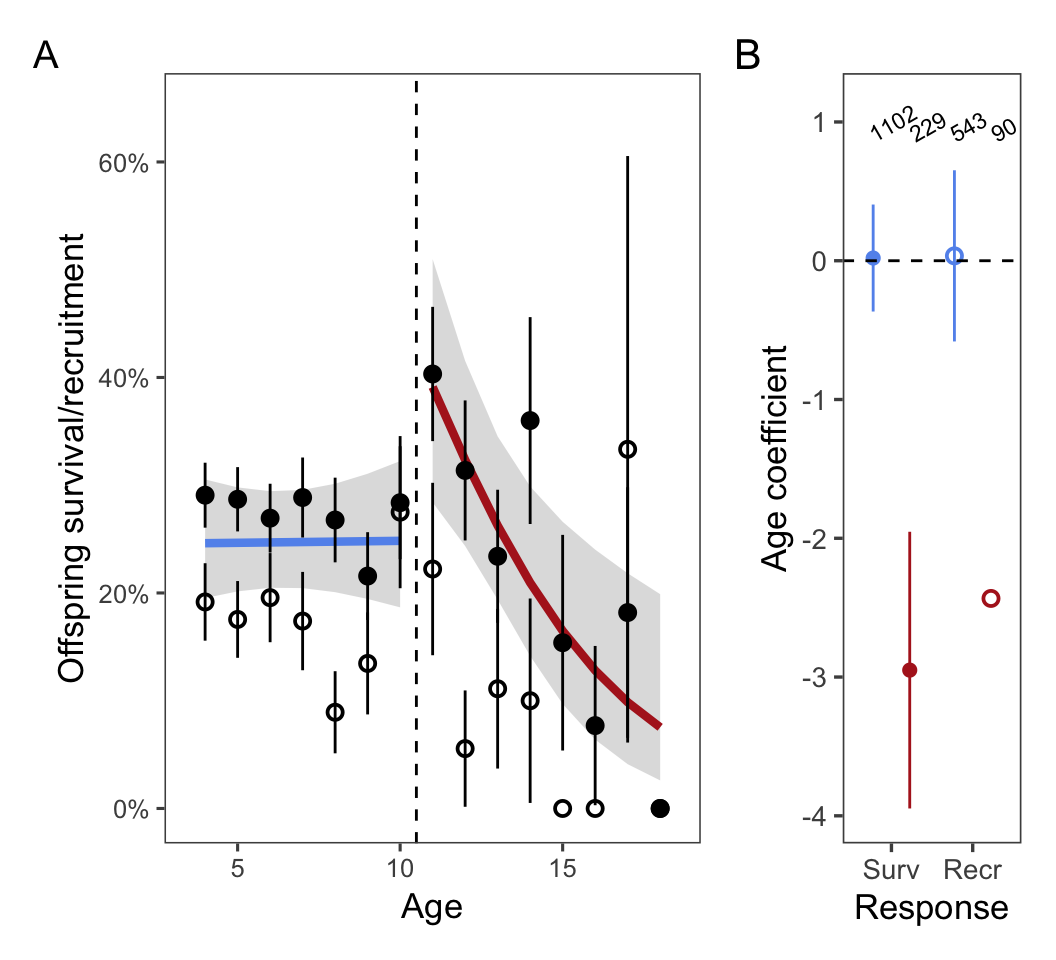 A
Offspring survival/recruitment
60%
40%
20%
0%
5 10 15
Age
B
Age coefficient
1
0
-1
-2
-3
-4
1102 229 543 90
Surv Recr
Response